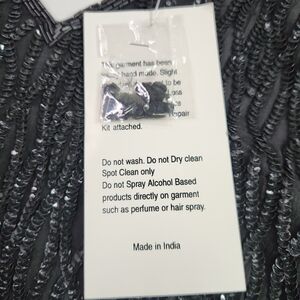 This garment has been
hand made. Slight
to be
Loss
Repair
Kit attached.
Do not wash. Do not Dry clean
Spot Clean only
Do not Spray Alcohol Based
products directly on garment
such as perfume or hair spray.
Made in India